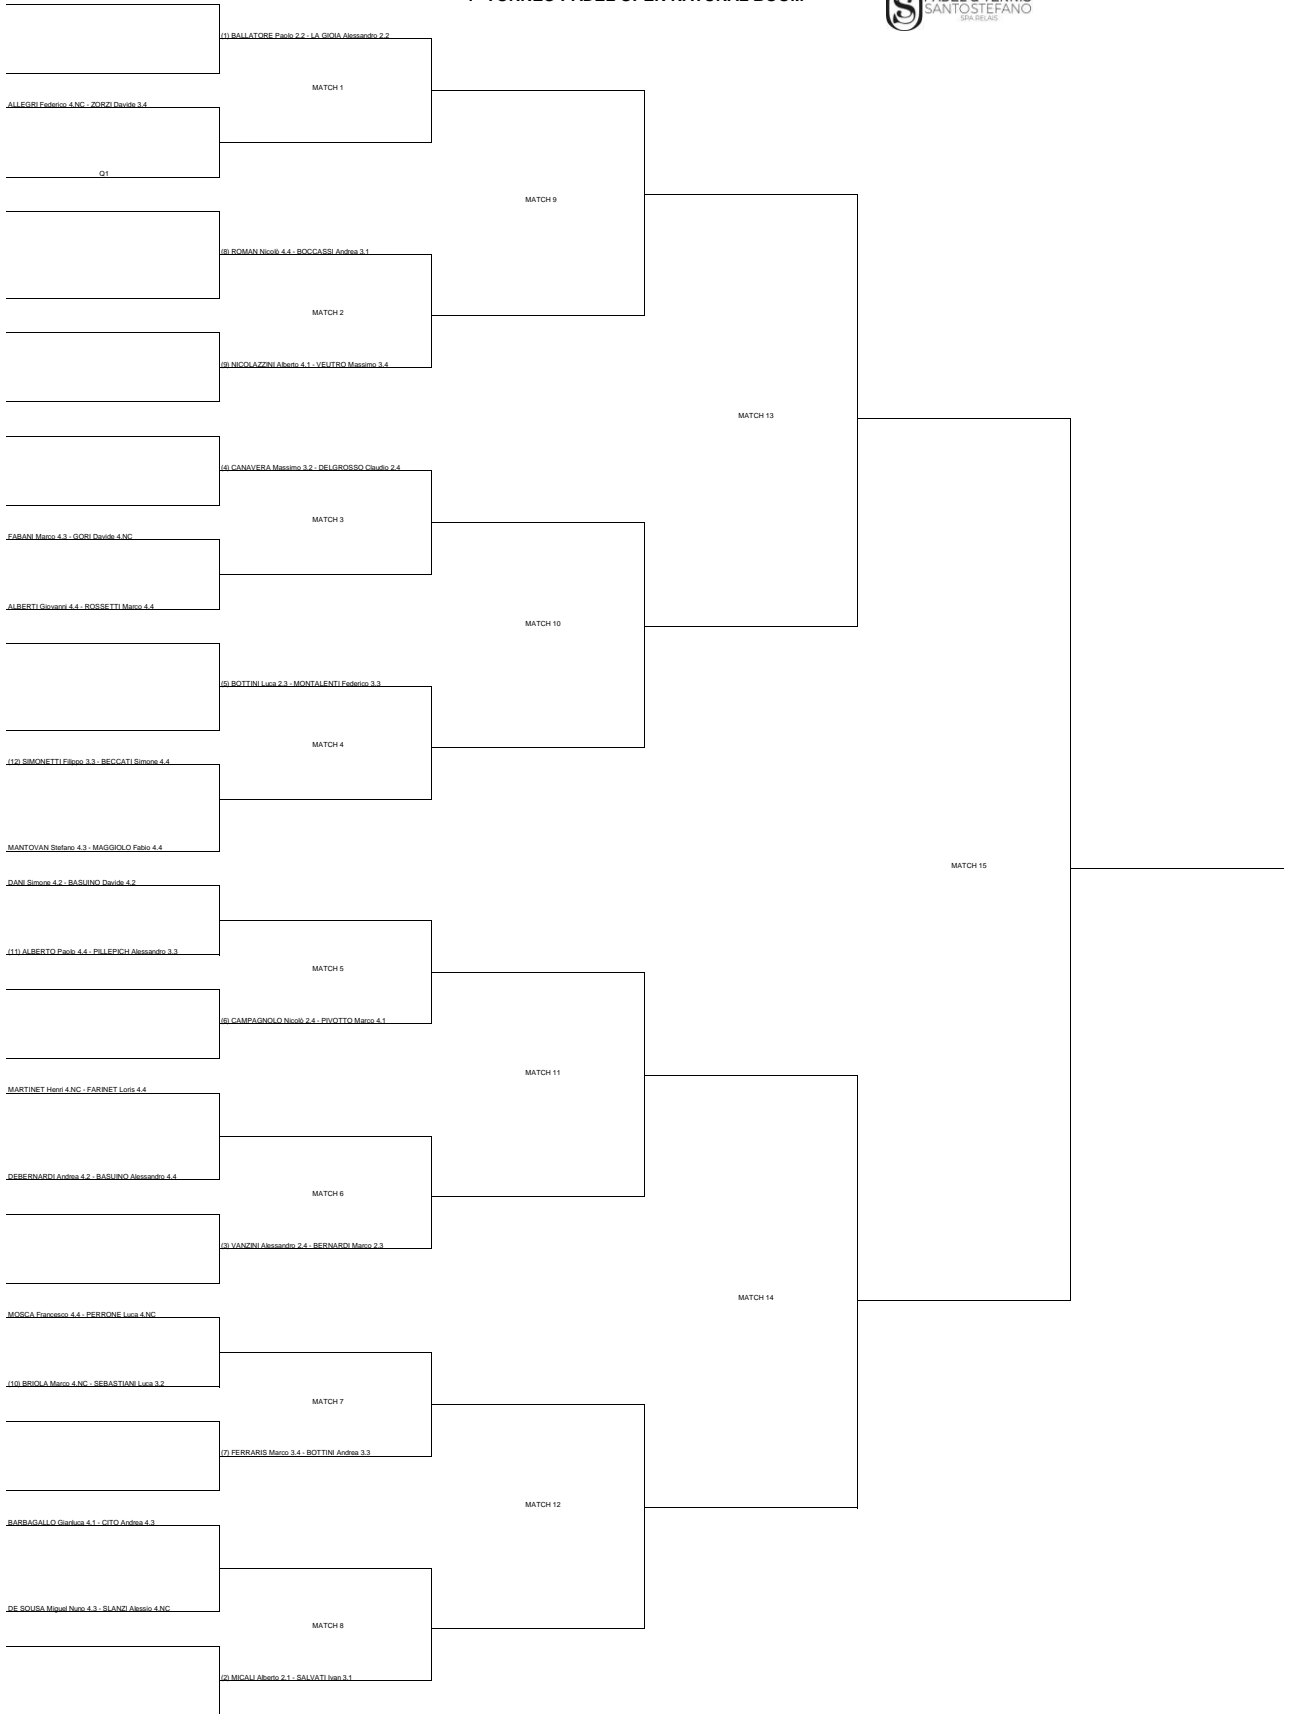 SANTO STEFANO
SPA RELAIS
(1) BALLATORE Paolo 2.2 - LA GIOIA Alessandro 2.2
MATCH 1
ALLEGRI Federico 4.NC - ZORZI Davide 3.4
Q1
MATCH 9
(8) ROMAN Nicolò 4.4 - BOCCASSI Andrea 3.1
MATCH 2
(9) NICOLAZZINI Alberto 4.1 - VEUTRO Massimo 3.4
MATCH 13
(4) CANAVERA Massimo 3.2 - DELGROSSO Claudio 2.4
MATCH 3
FABANI Marco 4.3 - GORI Davide 4.NC
ALBERTI Giovanni 4.4 - ROSSETTI Marco 4.4
MATCH 10
(5) BOTTINI Luca 2.3 - MONTALENTI Federico 3.3
MATCH 4
(12) SIMONETTI Filippo 3.3 - BECCATI Simone 4.4
MANTOVAN Stefano 4.3 - MAGGIOLO Fabio 4.4
MATCH 15
DANI Simone 4.2 - BASUINO Davide 4.2
(11) ALBERTO Paolo 4.4 - PILLEPICH Alessandro 3.3
MATCH 5
(6) CAMPAGNOLO Nicolò 2.4 - PIVOTTO Marco 4.1
MATCH 11
MARTINET Henri 4.NC - FARINET Loris 4.4
DEBERNARDI Andrea 4.2 - BASUINO Alessandro 4.4
MATCH 6
(3) VANZINI Alessandro 2.4 - BERNARDI Marco 2.3
MATCH 14
MOSCA Francesco 4.4 - PERRONE Luca 4.NC
(10) BRIOLA Marco 4.NC - SEBASTIANI Luca 3.2
MATCH 7
(7) FERRARIS Marco 3.4 - BOTTINI Andrea 3.3
MATCH 12
BARBAGALLO Gianluca 4.1 - CITO Andrea 4.3
DE SOUSA Miguel Nuno 4.3 - SLANZI Alessio 4.NC
MATCH 8
(2) MICALI Alberto 2.1 - SALVATI Ivan 3.1